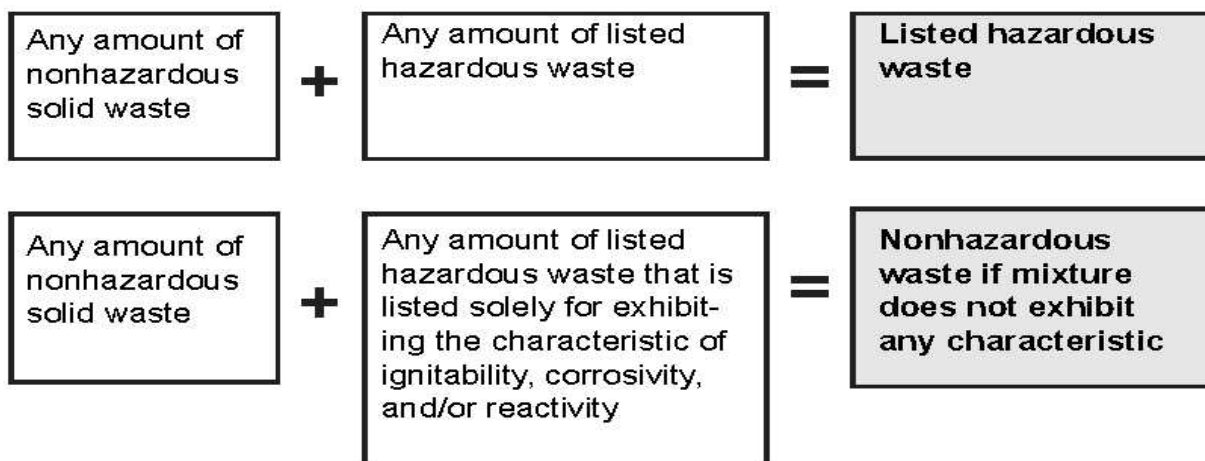 Any amount of
nonhazardous
solid waste
+
Any amount of listed
hazardous waste
=
Listed hazardous
waste
Any amount of
nonhazardous
solid waste
+
Any amount of listed
hazardous waste that is
listed solely for exhibit-
ing the characteristic of
ignitability, corrosivity,
and/or reactivity
=
Nonhazardous
waste if mixture
does not exhibit
any characteristic